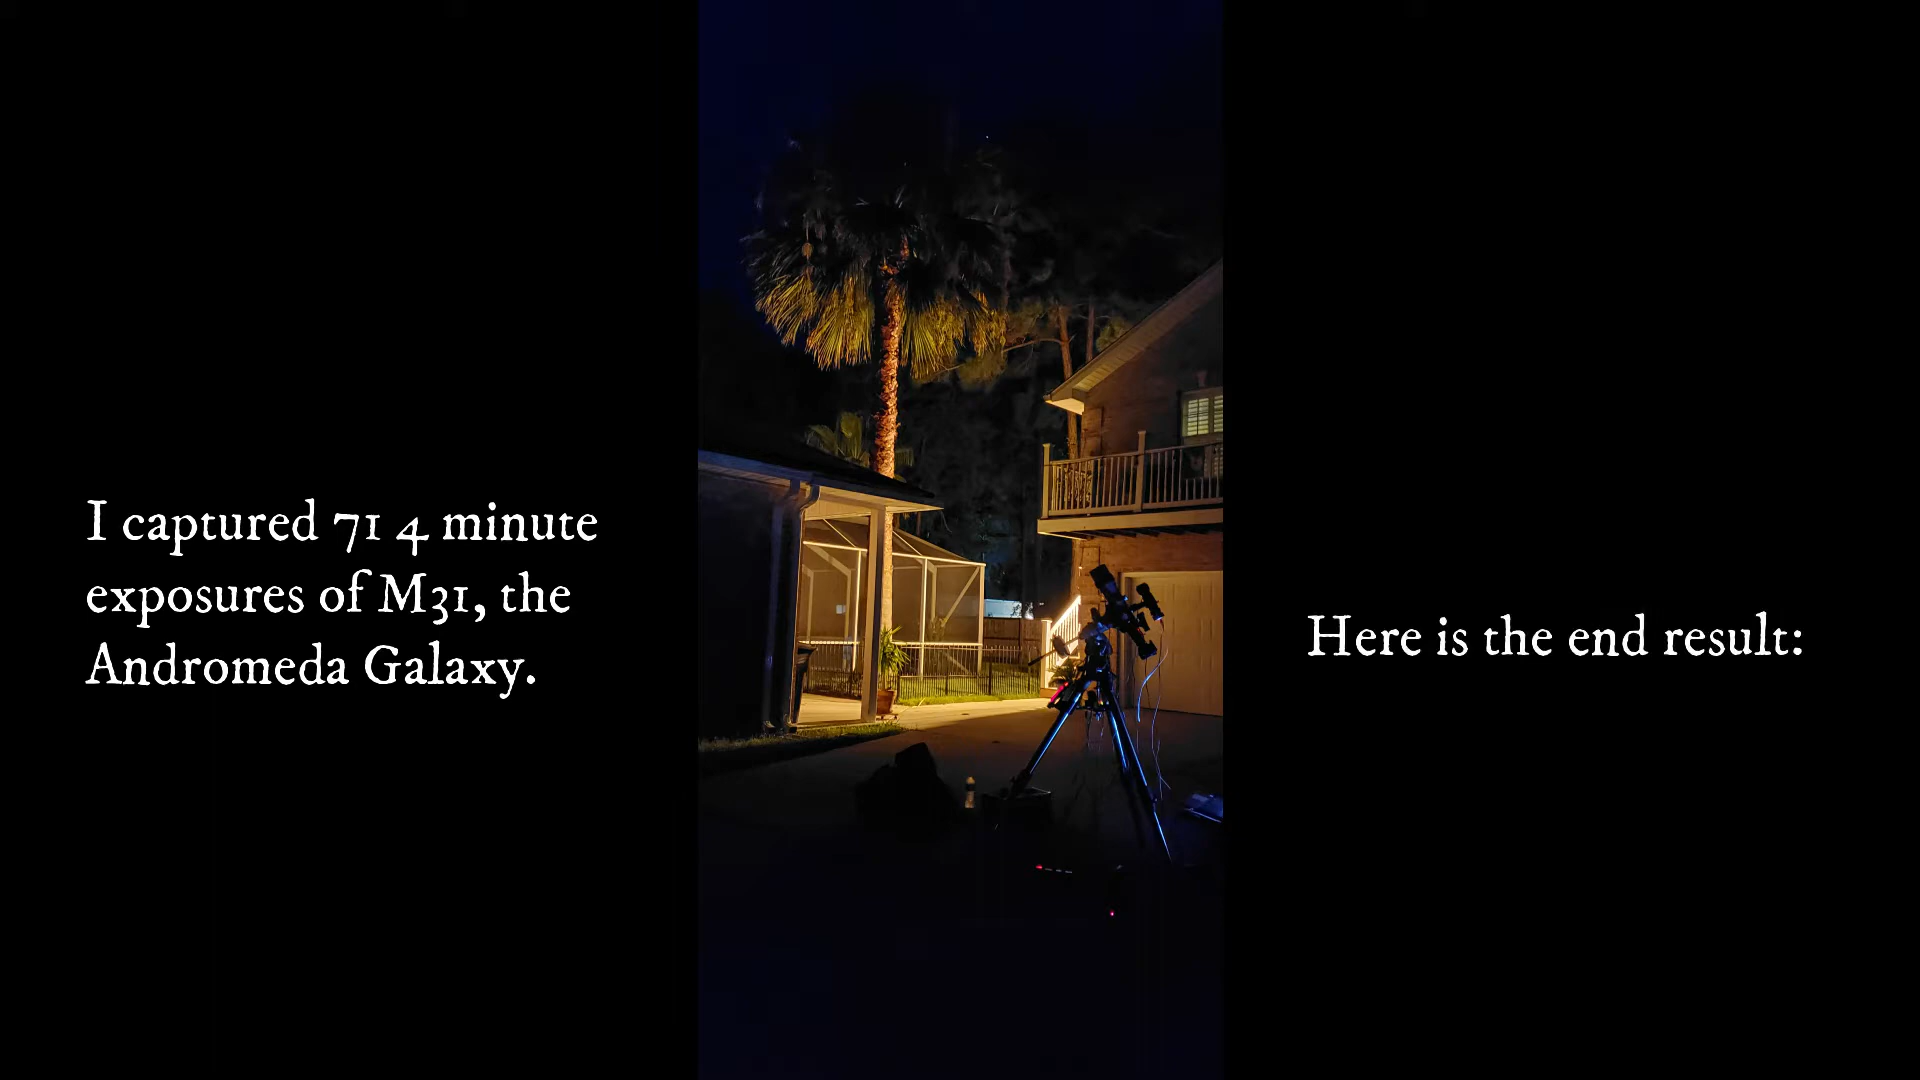 I captured 71 4 minute
exposures of M31, the
Andromeda Galaxy.
Here is the end result: